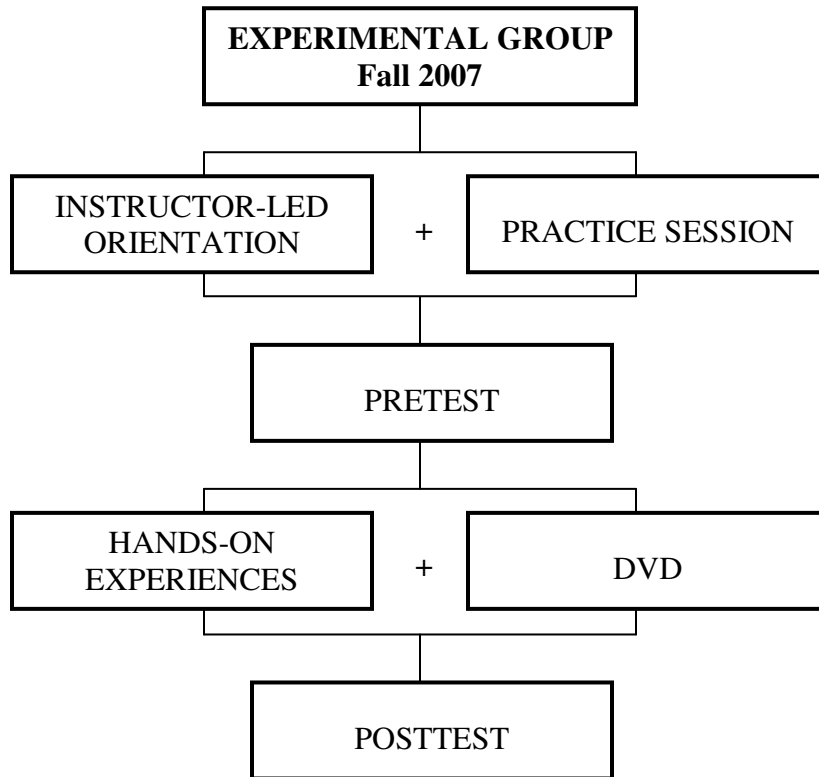 EXPERIMENTAL GROUP
Fall 2007
INSTRUCTOR-LED
ORIENTATION
+
PRACTICE SESSION
PRETEST
HANDS-ON
EXPERIENCES
+
DVD
POSTTEST